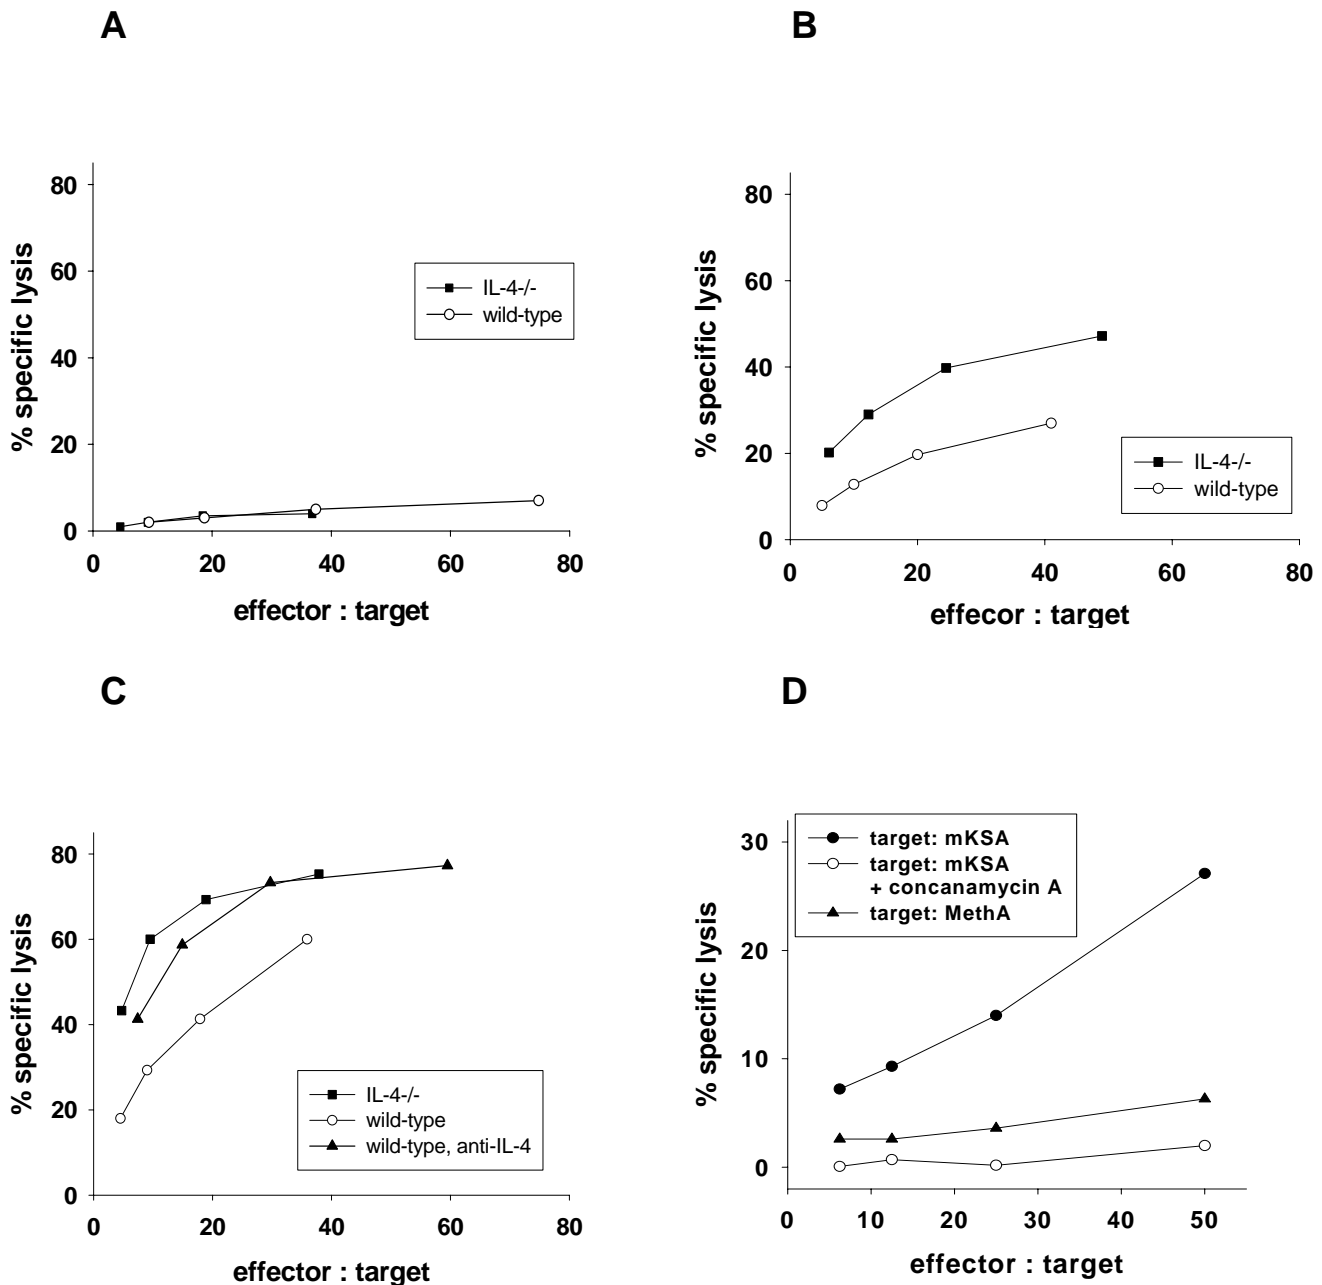 A
80
60
40
20
0
% specific lysis
IL-4-/-
wild-type
0 20 40 60 80
effector : target
B
80
60
40
20
0
% specific lysis
IL-4-/-
wild-type
0 20 40 60 80
effecor : target
C
80
60
40
20
0
% specific lysis
IL-4-/-
wild-type
wild-type, anti-IL-4
0 20 40 60 80
effector : target
D
30
20
10
0
% specific lysis
target: mKSA
target: mKSA
+ concanamycin A
target: MethA
0 10 20 30 40 50
effector : target